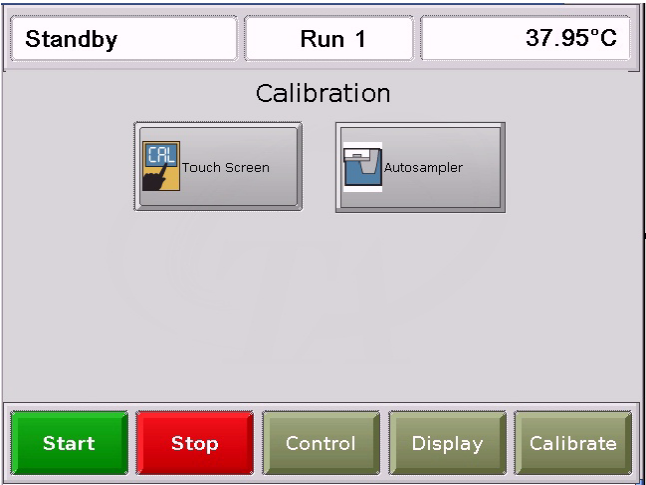 Standby Run 1 37.95°C
Calibration
CAL Touch Screen Autosampler
Start Stop Control Display Calibrate